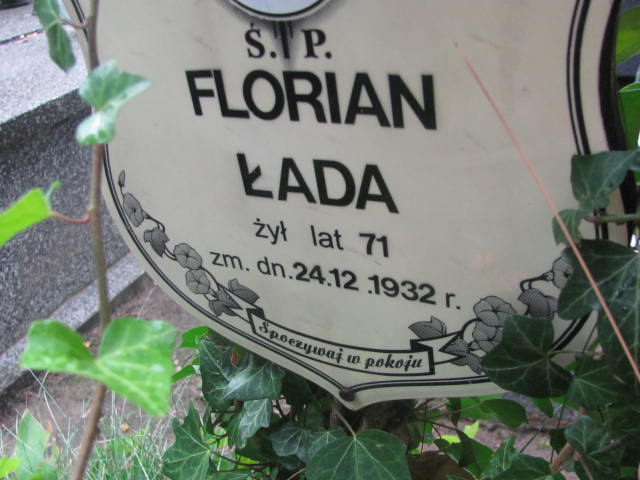 Ś. P.
FLORIAN
ŁADA
żył lat 71
zm. dn. 24.12.1932 r.
Spoczywaj w pokoju